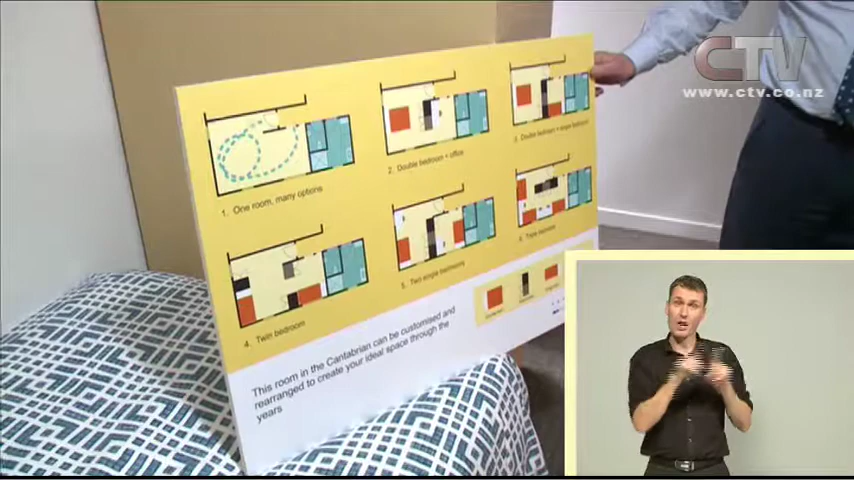 CTV
www.ctv.co.nz
1. One room, many options
2. Double bedroom + office
3. Double bedroom + single bedroom
4. Twin bedroom
5. Two single bedrooms
6. Triple bedroom
This room in the Cantabrian can be customised and
rearranged to create your ideal space through the
years